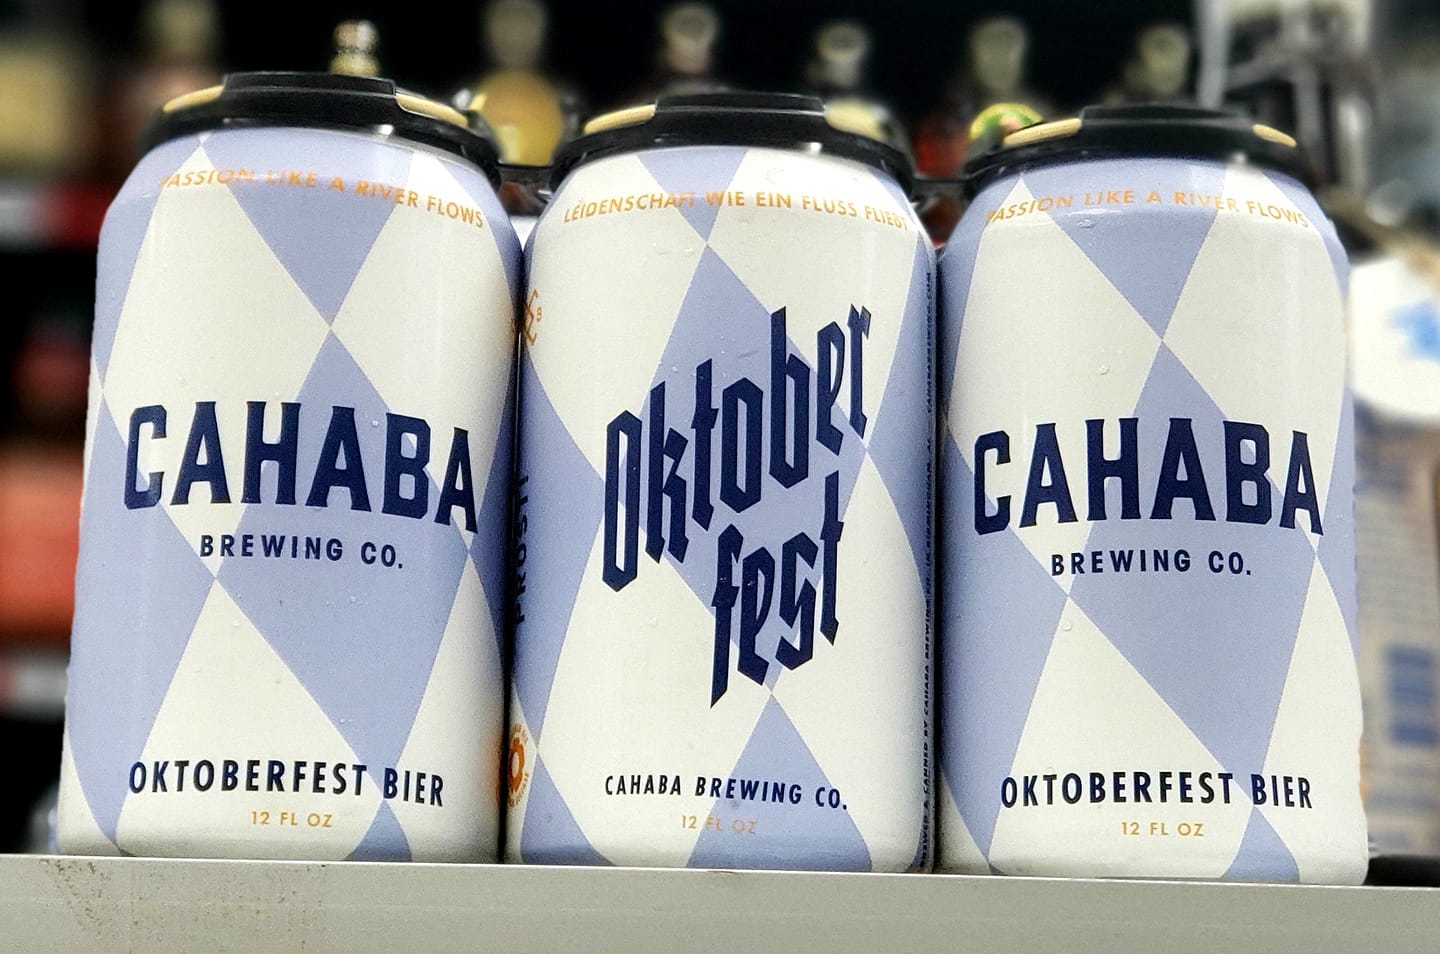 PASSION LIKE A RIVER FLOWS
CAHABA
BREWING CO.
OKTOBERFEST BIER
12 FL OZ
LEIDENSCHAFT WIE EIN FLUSS FLIEßT
PROST!
Oktober
fest
CAHABA BREWING CO.
12 FL OZ
PASSION LIKE A RIVER FLOWS
CAHABA
BREWING CO.
OKTOBERFEST BIER
12 FL OZ